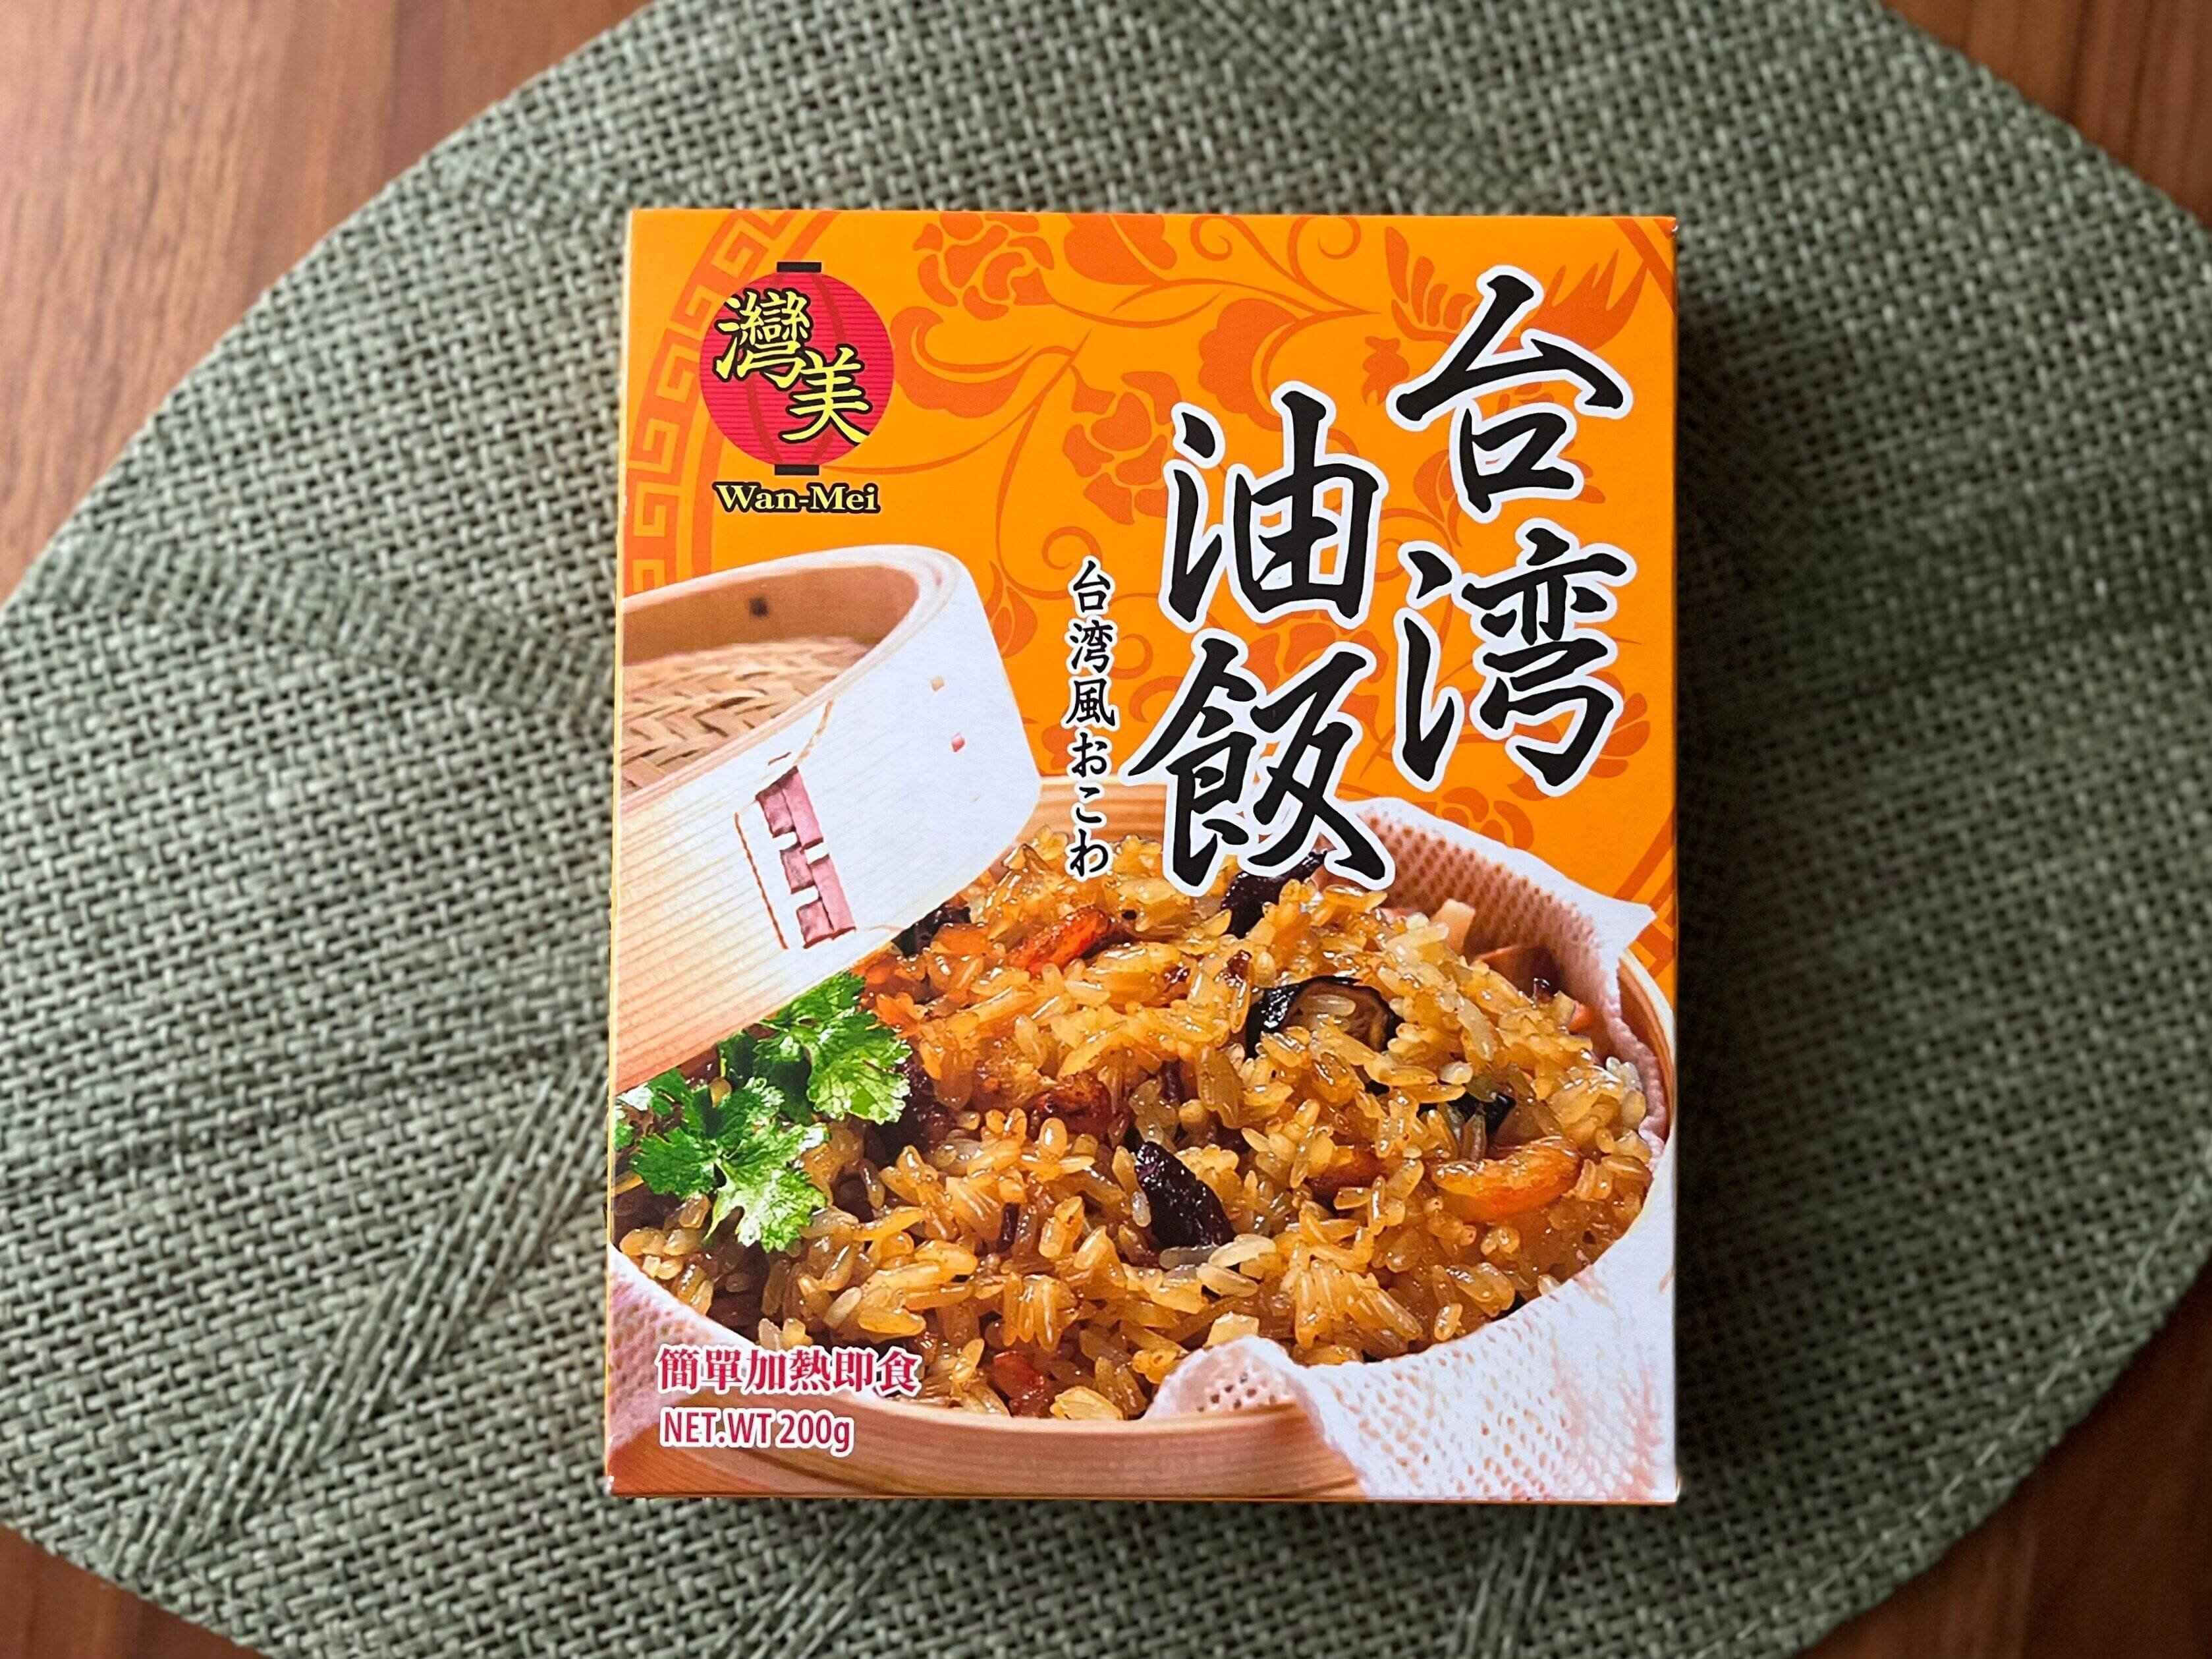 灣美
Wan-Mei
台湾
油飯
台湾風おこわ
簡單加熱即食
NET.WT 200g